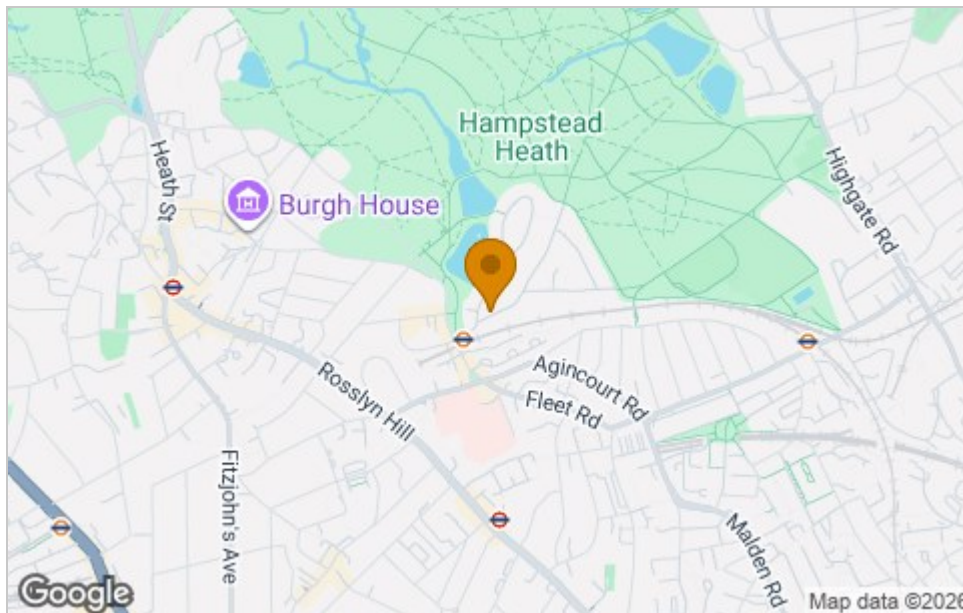 Hampstead
Heath
Highgate Rd
Heath St
Burgh House
Agincourt Rd
Fleet Rd
Rosslyn Hill
Fitzjohn's Ave
Malden Rd
Google
Map data ©2026